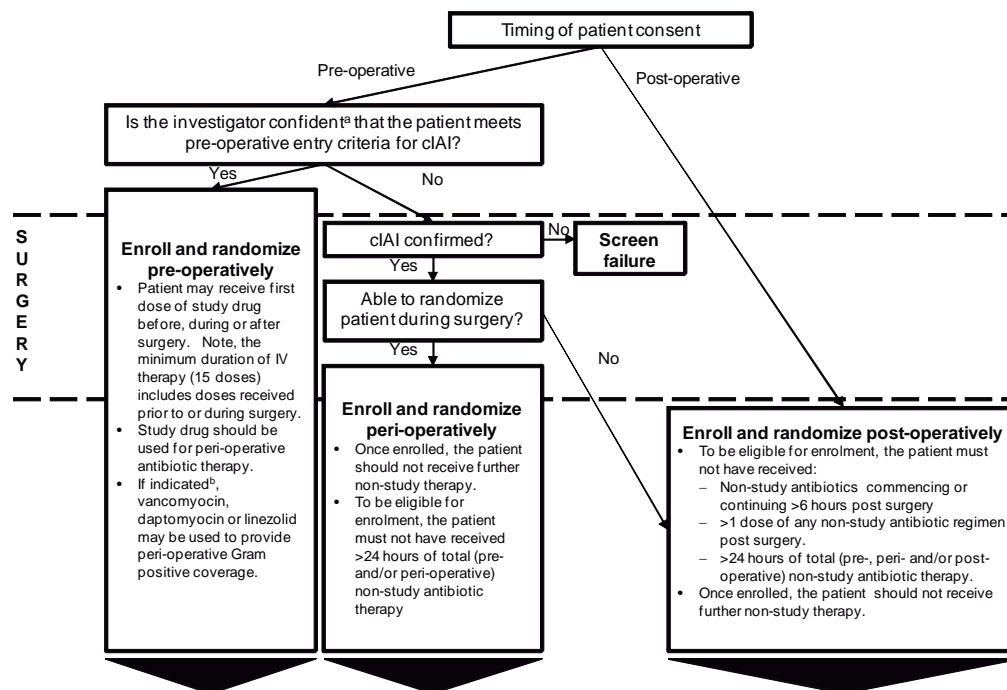 Timing of patient consent
Pre-operative
Post-operative
Is the investigator confidentᵃ that the patient meets
pre-operative entry criteria for cIAI?
Yes
No
S
U
R
G
E
R
Y
Enroll and randomize
pre-operatively
• Patient may receive first
dose of study drug
before, during or after
surgery. Note, the
minimum duration of IV
therapy (15 doses)
includes doses received
prior to or during surgery.
• Study drug should be
used for peri-operative
antibiotic therapy.
• If indicatedᵇ,
vancomyocin,
daptomyocin or linezolid
may be used to provide
peri-operative Gram
positive coverage.
cIAI confirmed?
No
Screen
failure
Yes
Able to randomize
patient during surgery?
Yes
No
Enroll and randomize
peri-operatively
• Once enrolled, the patient
should not receive further
non-study therapy.
• To be eligible for
enrolment, the patient
must not have received
>24 hours of total (pre-
and/or peri-operative)
non-study antibiotic
therapy
Enroll and randomize post-operatively
• To be eligible for enrolment, the patient must
not have received:
– Non-study antibiotics commencing or
continuing >6 hours post surgery
– >1 dose of any non-study antibiotic regimen
post surgery.
– >24 hours of total (pre-, peri- and/or post-
operative) non-study antibiotic therapy.
• Once enrolled, the patient should not receive
further non-study therapy.